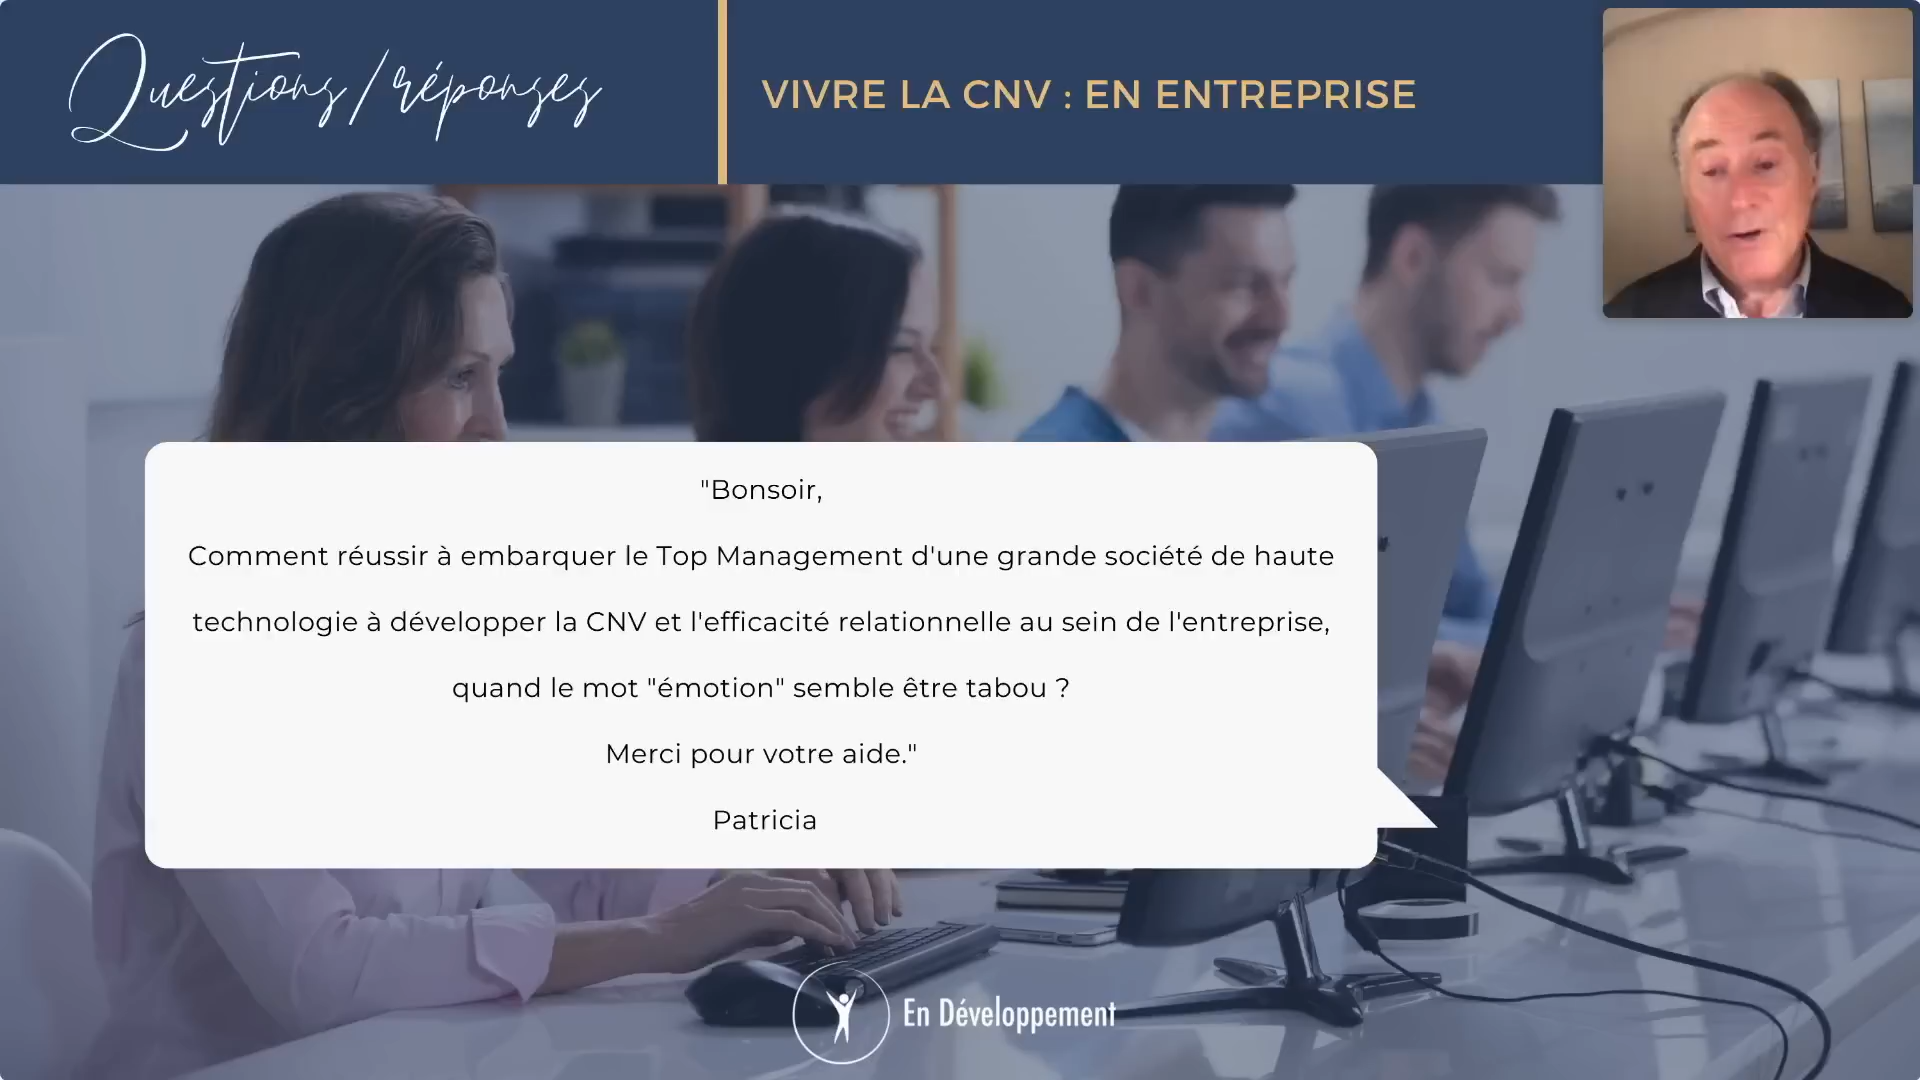 Questions/réponses
VIVRE LA CNV : EN ENTREPRISE
"Bonsoir,
Comment réussir à embarquer le Top Management d'une grande société de haute
technologie à développer la CNV et l'efficacité relationnelle au sein de l'entreprise,
quand le mot "émotion" semble être tabou ?
Merci pour votre aide."
Patricia
En Développement